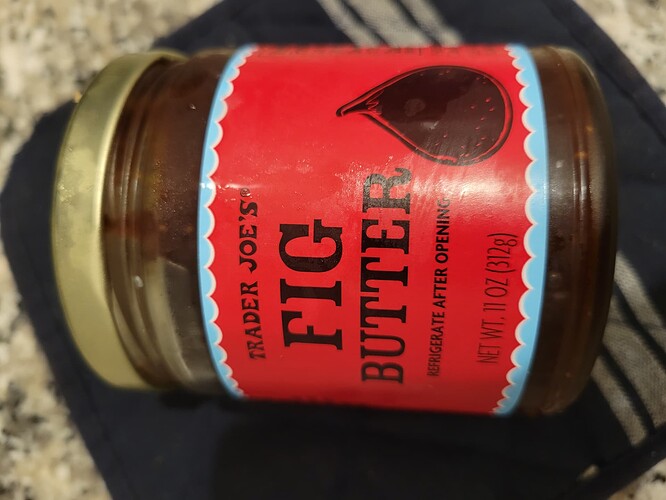 TRADER JOE'S®
FIG
BUTTER
REFRIGERATE AFTER OPENING
NET WT. 11 OZ (312g)